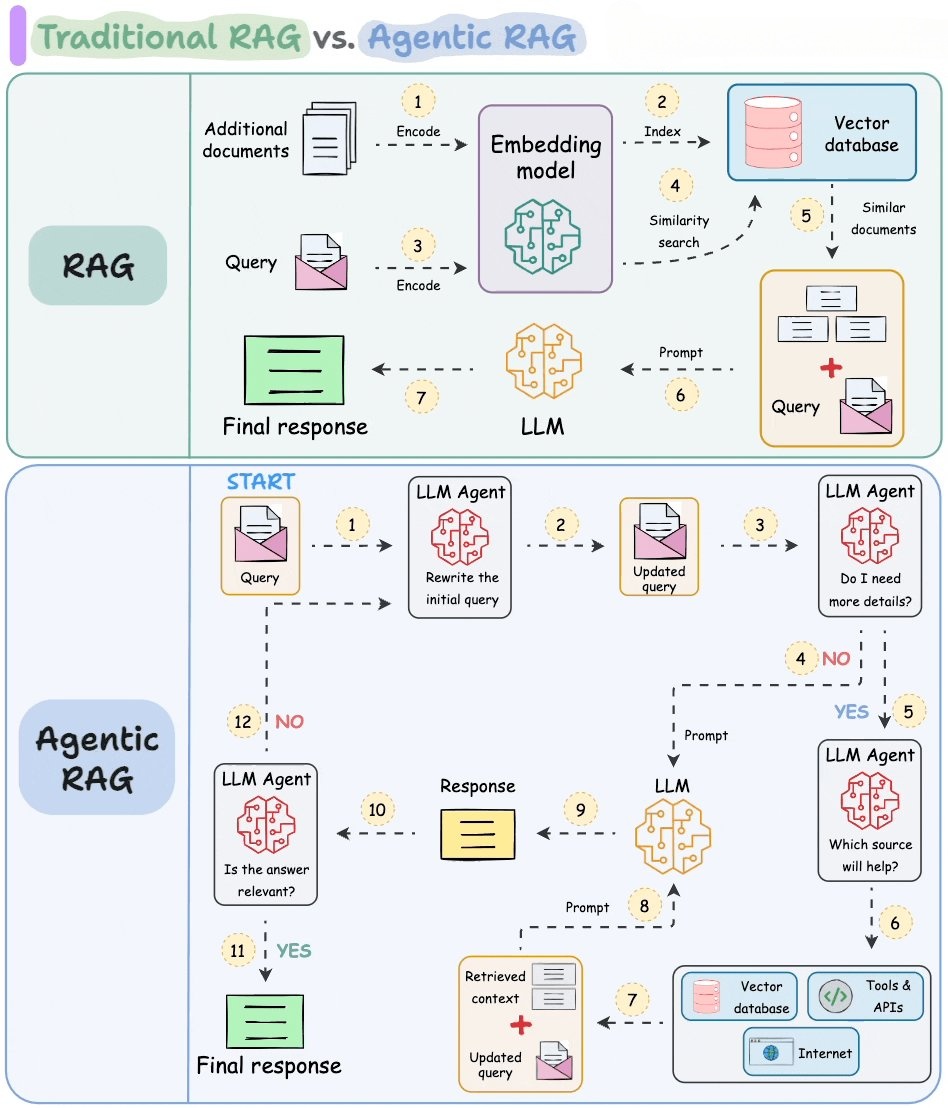 Traditional RAG vs. Agentic RAG
RAG
Additional
documents
1
Encode
Embedding
model
2
Index
Vector
database
Query
3
Encode
4
Similarity
search
5
Similar
documents
Query
Prompt
6
LLM
7
Final response
Agentic
RAG
START
Query
1
LLM Agent
Rewrite the
initial query
2
Updated
query
3
LLM Agent
Do I need
more details?
4 NO
Prompt
YES 5
LLM Agent
Which source
will help?
6
Vector
database
Tools &
APIs
Internet
7
Retrieved
context
Updated
query
Prompt
8
LLM
9
Response
10
LLM Agent
Is the answer
relevant?
11 YES
Final response
12 NO